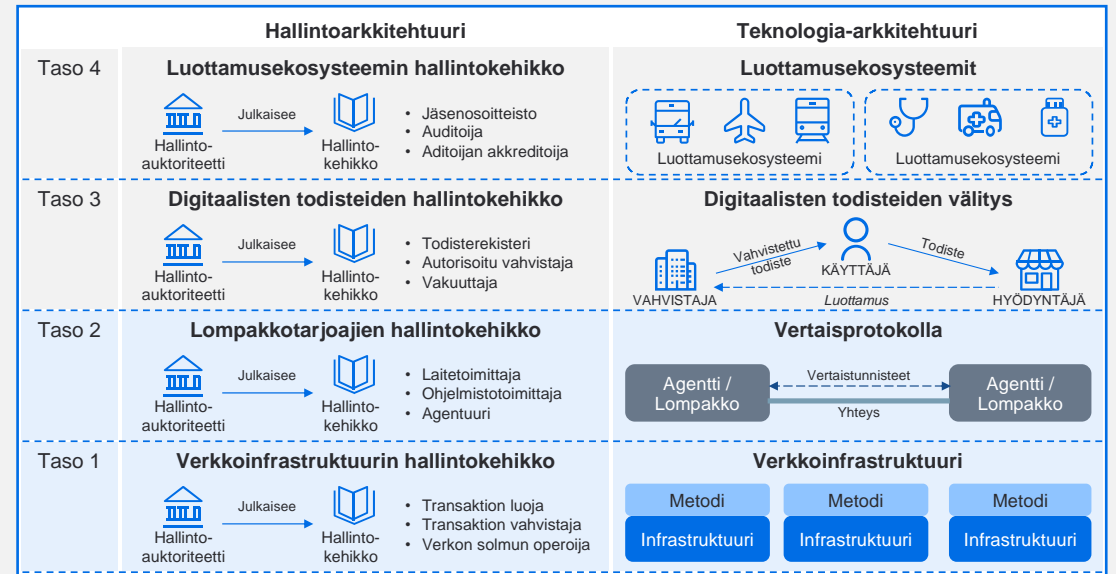 Hallintoarkkitehtuuri
Teknologia-arkkitehtuuri
Taso 4
Luottamusekosysteemin hallintokehikko
Julkaisee
Hallinto-
auktoriteetti
Hallinto-
kehikko
• Jäsenosoitteisto
• Auditoija
• Aditoijan akkreditoija
Luottamusekosysteemit
Luottamusekosysteemi
Luottamusekosysteemi
Taso 3
Digitaalisten todisteiden hallintokehikko
Julkaisee
Hallinto-
auktoriteetti
Hallinto-
kehikko
• Todisterekisteri
• Autorisoitu vahvistaja
• Vakuuttaja
Digitaalisten todisteiden välitys
Vahvistettu
todiste
Todiste
KÄYTTÄJÄ
VAHVISTAJA
Luottamus
HYÖDYNTÄJÄ
Taso 2
Lompakkotarjoajien hallintokehikko
Julkaisee
Hallinto-
auktoriteetti
Hallinto-
kehikko
• Laitetoimittaja
• Ohjelmistotoimittaja
• Agentuuri
Vertaisprotokolla
Agentti /
Lompakko
Vertaistunnisteet
Yhteys
Agentti /
Lompakko
Taso 1
Verkkoinfrastruktuurin hallintokehikko
Julkaisee
Hallinto-
auktoriteetti
Hallinto-
kehikko
• Transaktion luoja
• Transaktion vahvistaja
• Verkon solmun operoija
Verkkoinfrastruktuuri
Metodi
Metodi
Metodi
Infrastruktuuri
Infrastruktuuri
Infrastruktuuri